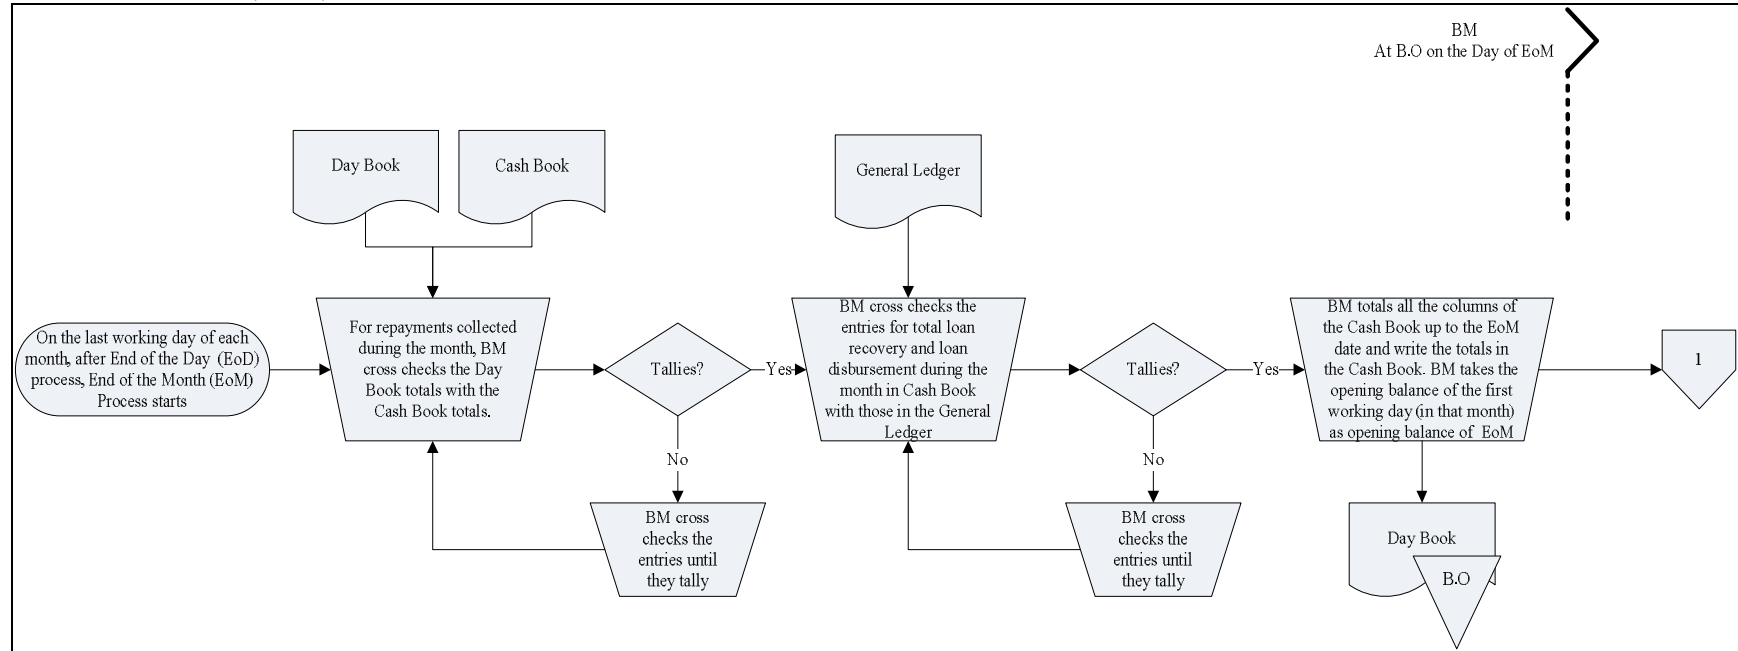 BM
At B.O on the Day of EoM
Day Book
Cash Book
General Ledger
On the last working day of each
month, after End of the Day (EoD)
process, End of the Month (EoM)
Process starts
For repayments collected
during the month, BM
cross checks the Day
Book totals with the
Cash Book totals.
Tallies?
Yes
BM cross checks the
entries for total loan
recovery and loan
disbursement during the
month in Cash Book
with those in the General
Ledger
Tallies?
Yes
BM totals all the columns of
the Cash Book up to the EoM
date and write the totals in
the Cash Book. BM takes the
opening balance of the first
working day (in that month)
as opening balance of EoM
1
No
BM cross
checks the
entries until
they tally
No
BM cross
checks the
entries until
they tally
Day Book
B.O